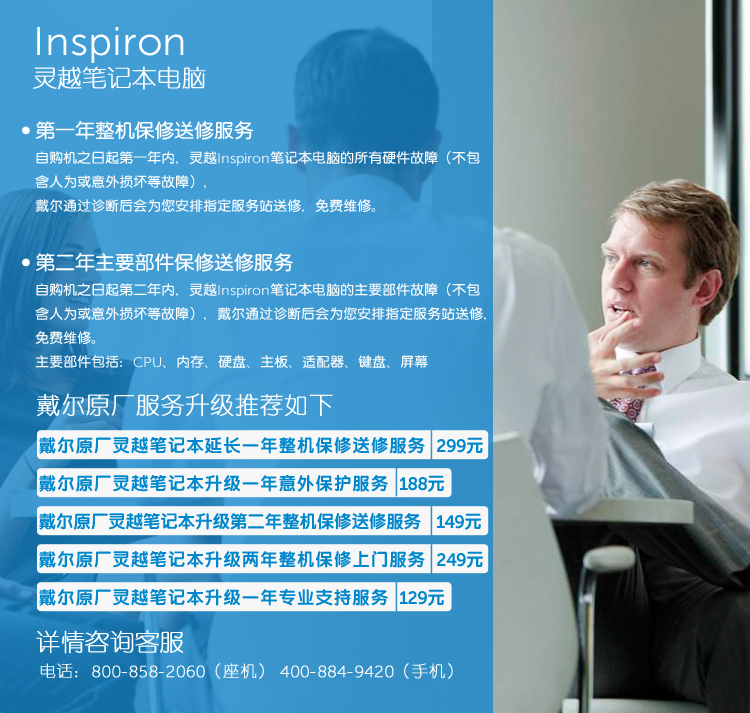 Inspiron
灵越笔记本电脑
• 第一年整机保修送修服务
自购机之日起第一年内，灵越Inspiron笔记本电脑的所有硬件故障（不包
含人为或意外损坏等故障），
戴尔通过诊断后会为您安排指定服务站送修，免费维修。
• 第二年主要部件保修送修服务
自购机之日起第二年内，灵越Inspiron笔记本电脑的主要部件故障（不包
含人为或意外损坏等故障），戴尔通过诊断后会为您安排指定服务站送修，
免费维修。
主要部件包括：CPU、内存、硬盘、主板、适配器、键盘、屏幕
戴尔原厂服务升级推荐如下
戴尔原厂灵越笔记本延长一年整机保修送修服务 299元
戴尔原厂灵越笔记本升级一年意外保护服务 188元
戴尔原厂灵越笔记本升级第二年整机保修送修服务 149元
戴尔原厂灵越笔记本升级两年整机保修上门服务 249元
戴尔原厂灵越笔记本升级一年专业支持服务 129元
详情咨询客服
电话：800-858-2060（座机） 400-884-9420（手机）